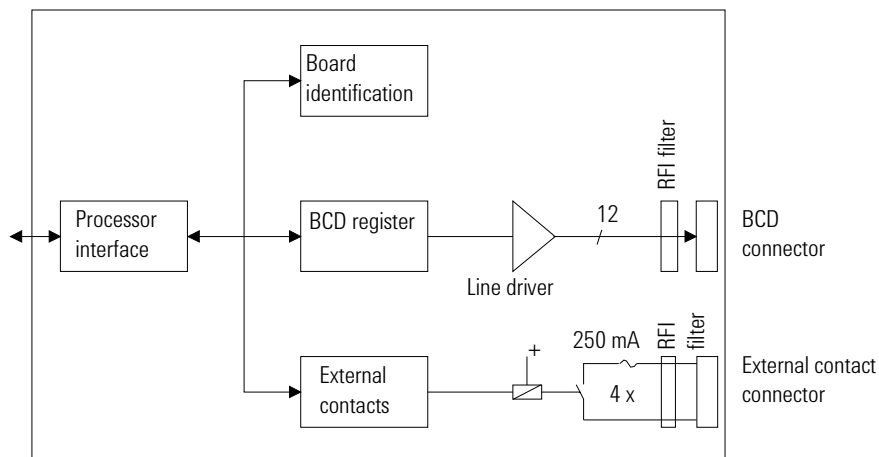 Board
identification
RFI filter
Processor
interface
BCD register
12
BCD
connector
Line driver
250 mA
RFI
filter
+
External
contacts
4 x
External contact
connector